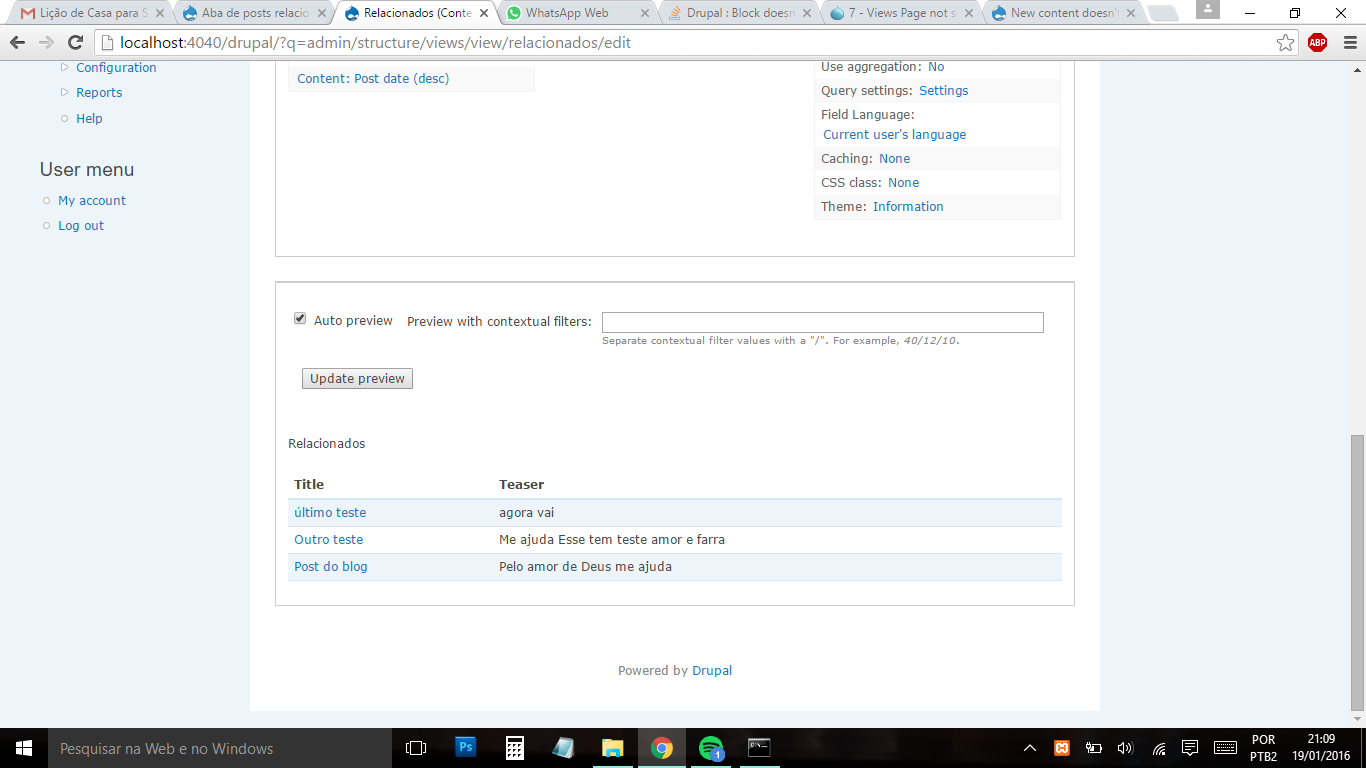 Lição de Casa para S
Aba de posts relacio
Relacionados (Conte
WhatsApp Web
Drupal : Block doesn
7 - Views Page not s
New content doesn't
localhost:4040/drupal/?q=admin/structure/views/view/relacionados/edit
ABP
Configuration
Reports
Help
User menu
My account
Log out
Content: Post date (desc)
Use aggregation: No
Query settings: Settings
Field Language:
Current user's language
Caching: None
CSS class: None
Theme: Information
Auto preview
Preview with contextual filters:
Separate contextual filter values with a "/". For example, 40/12/10.
Update preview
Relacionados
Title Teaser
último teste agora vai
Outro teste Me ajuda Esse tem teste amor e farra
Post do blog Pelo amor de Deus me ajuda
Powered by Drupal
Pesquisar na Web e no Windows
Ps
1
POR
PTB2
21:09
19/01/2016